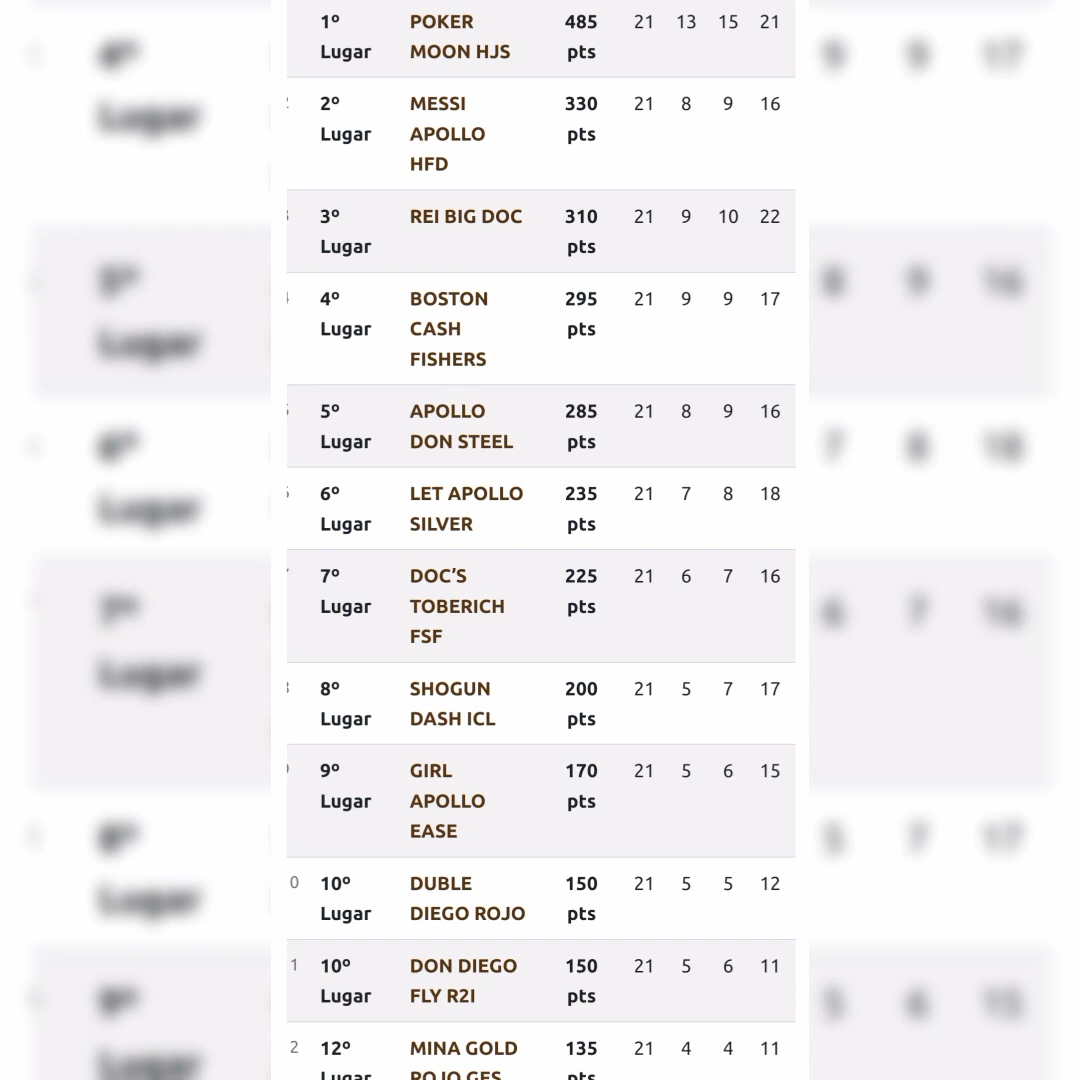 1º POKER 485 21 13 15 21
Lugar MOON HJS pts
2º MESSI 330 21 8 9 16
Lugar APOLLO pts
HFD
3º REI BIG DOC 310 21 9 10 22
Lugar pts
4º BOSTON 295 21 9 9 17
Lugar CASH pts
FISHERS
5º APOLLO 285 21 8 9 16
Lugar DON STEEL pts
6º LET APOLLO 235 21 7 8 18
Lugar SILVER pts
7º DOC’S 225 21 6 7 16
Lugar TOBERICH pts
FSF
8º SHOGUN 200 21 5 7 17
Lugar DASH ICL pts
9º GIRL 170 21 5 6 15
Lugar APOLLO pts
EASE
0 10º DUBLE 150 21 5 5 12
Lugar DIEGO ROJO pts
1 10º DON DIEGO 150 21 5 6 11
Lugar FLY R2I pts
2 12º MINA GOLD 135 21 4 4 11
Lugar ROJO GES pts